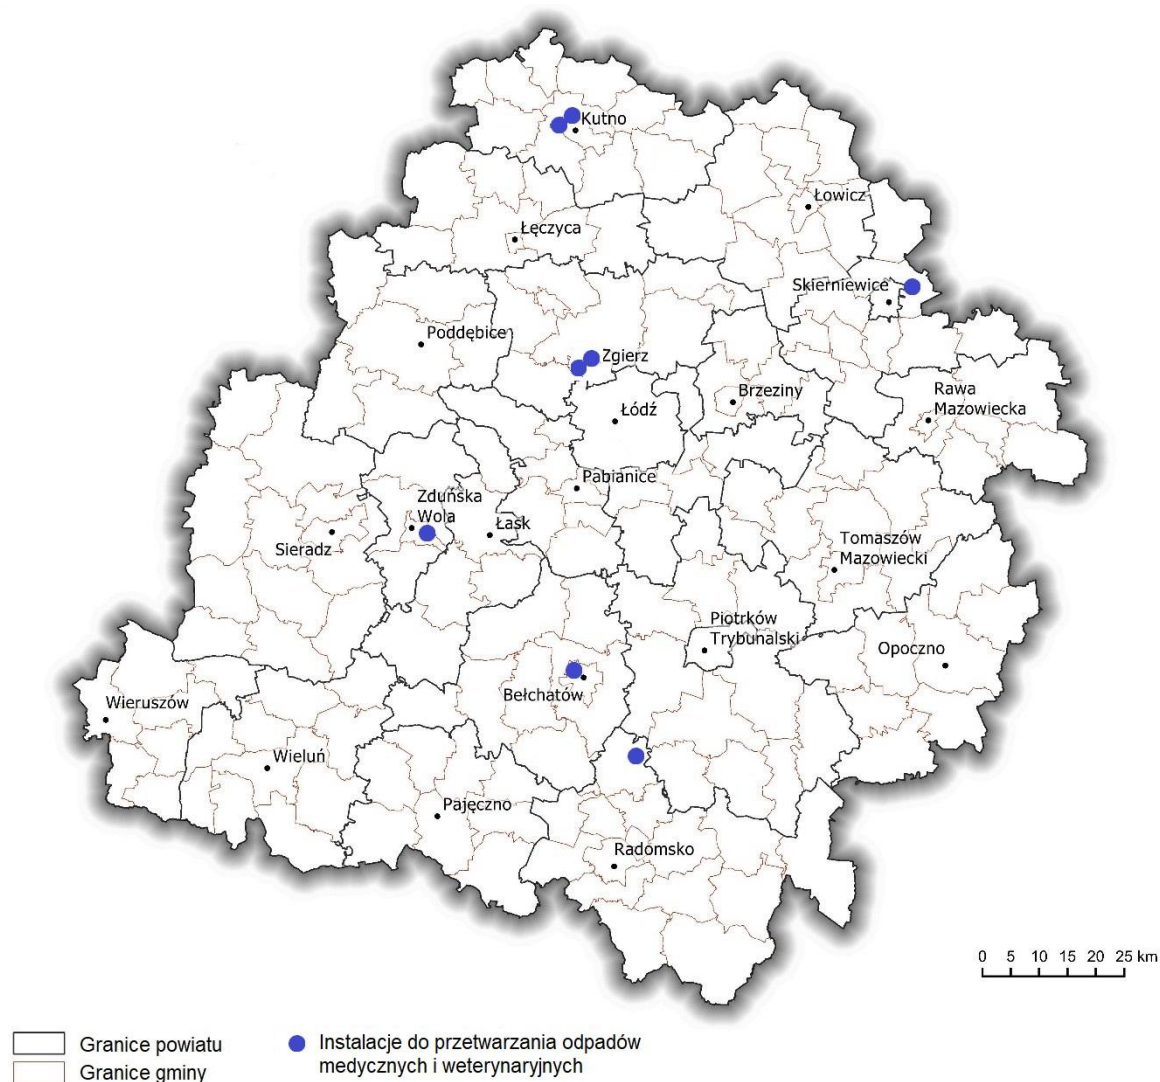 Kutno
Łowicz
Łęczyca
Skierniewice
Poddębice
Zgierz
Brzeziny
Rawa
Mazowiecka
Łódź
Pabianice
Zduńska
Wola
Łask
Sieradz
Tomaszów
Mazowiecki
Piotrków
Trybunalski
Opoczno
Bełchatów
Wieruszów
Wieluń
Pajęczno
Radomsko
0 5 10 15 20 25 km
Granice powiatu
Granice gminy
Instalacje do przetwarzania odpadów
medycznych i weterynaryjnych